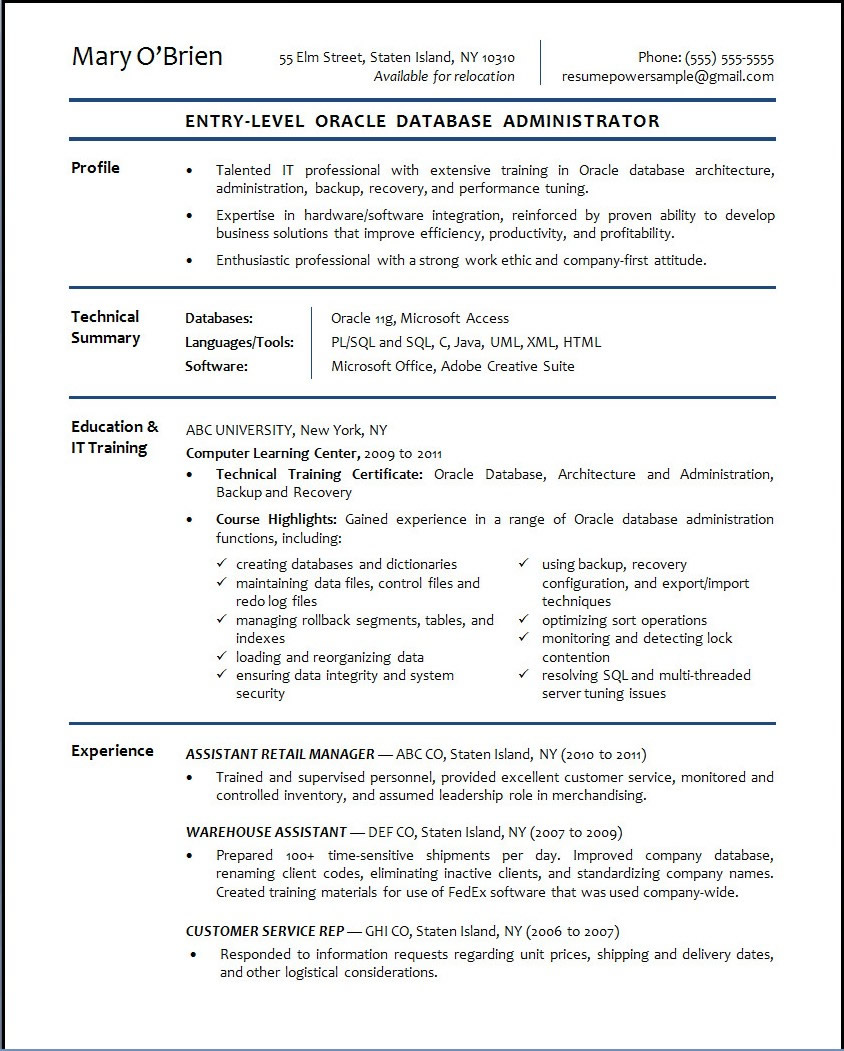 Mary O'Brien
55 Elm Street, Staten Island, NY 10310
Available for relocation
Phone: (555) 555-5555
resumepowersample@gmail.com
ENTRY-LEVEL ORACLE DATABASE ADMINISTRATOR
Profile
• Talented IT professional with extensive training in Oracle database architecture,
administration, backup, recovery, and performance tuning.
• Expertise in hardware/software integration, reinforced by proven ability to develop
business solutions that improve efficiency, productivity, and profitability.
• Enthusiastic professional with a strong work ethic and company-first attitude.
Technical
Summary
Databases: Oracle 11g, Microsoft Access
Languages/Tools: PL/SQL and SQL, C, Java, UML, XML, HTML
Software: Microsoft Office, Adobe Creative Suite
Education &
IT Training
ABC UNIVERSITY, New York, NY
Computer Learning Center, 2009 to 2011
• Technical Training Certificate: Oracle Database, Architecture and Administration,
Backup and Recovery
• Course Highlights: Gained experience in a range of Oracle database administration
functions, including:
✓ creating databases and dictionaries
✓ maintaining data files, control files and
redo log files
✓ managing rollback segments, tables, and
indexes
✓ loading and reorganizing data
✓ ensuring data integrity and system
security
✓ using backup, recovery
configuration, and export/import
techniques
✓ optimizing sort operations
✓ monitoring and detecting lock
contention
✓ resolving SQL and multi-threaded
server tuning issues
Experience
ASSISTANT RETAIL MANAGER — ABC CO, Staten Island, NY (2010 to 2011)
• Trained and supervised personnel, provided excellent customer service, monitored and
controlled inventory, and assumed leadership role in merchandising.
WAREHOUSE ASSISTANT — DEF CO, Staten Island, NY (2007 to 2009)
• Prepared 100+ time-sensitive shipments per day. Improved company database,
renaming client codes, eliminating inactive clients, and standardizing company names.
Created training materials for use of FedEx software that was used company-wide.
CUSTOMER SERVICE REP — GHI CO, Staten Island, NY (2006 to 2007)
• Responded to information requests regarding unit prices, shipping and delivery dates,
and other logistical considerations.